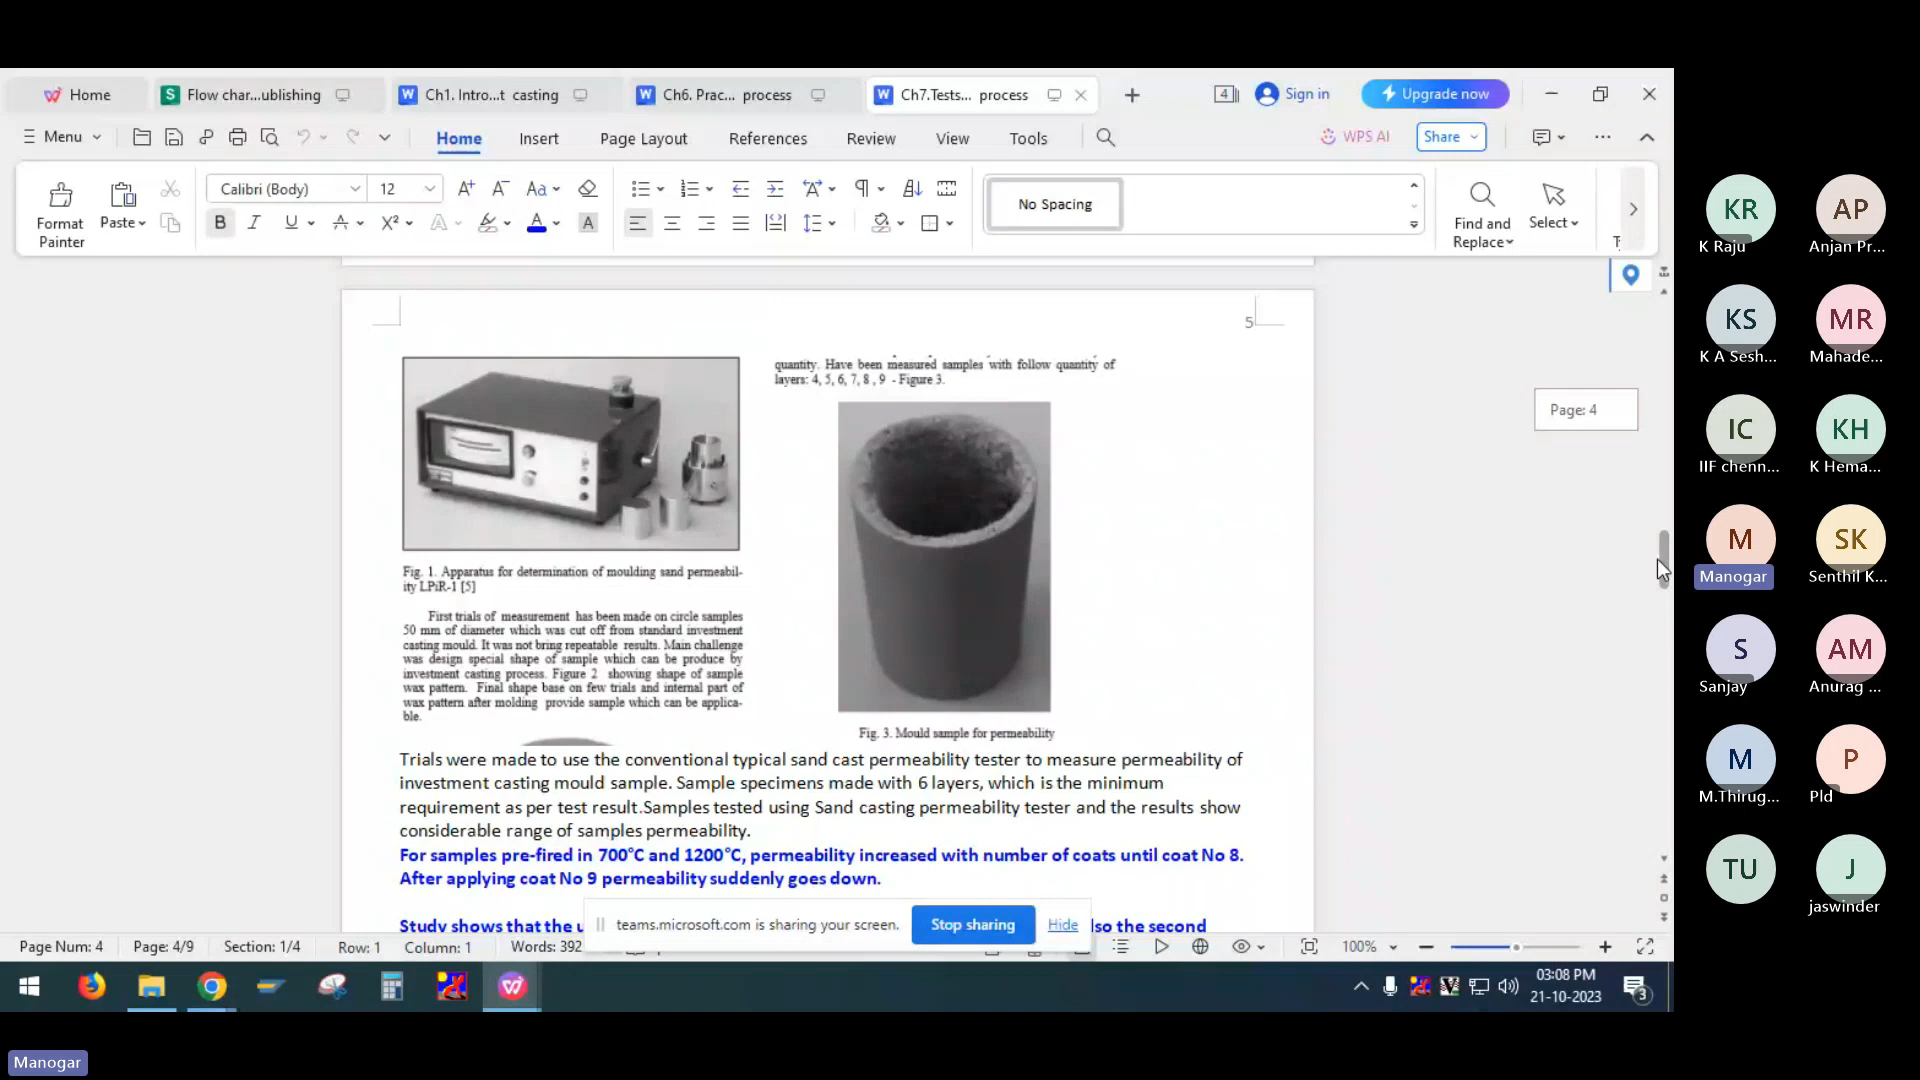 Home
Flow char...ublishing
Ch1. Intro...t casting
Ch6. Prac... process
Ch7.Tests... process
4
Sign in
Upgrade now
Menu
Home
Insert
Page Layout
References
Review
View
Tools
WPS AI
Share
Format
Painter
Paste
Calibri (Body)
12
No Spacing
Find and
Replace
Select
5
quantity. Have been measured samples with follow quantity of
layers: 4, 5, 6, 7, 8 , 9 - Figure 3.
Fig. 1. Apparatus for determination of moulding sand permeabil-
ity LPiR-1 [5]
First trials of measurement has been made on circle samples
50 mm of diameter which was cut off from standard investment
casting mould. It was not bring repeatable results. Main challenge
was design special shape of sample which can be produce by
investment casting process. Figure 2 showing shape of sample
wax pattern. Final shape base on few trials and internal part of
wax pattern after molding provide sample which can be applica-
ble.
Fig. 3. Mould sample for permeability
Trials were made to use the conventional typical sand cast permeability tester to measure permeability of
investment casting mould sample. Sample specimens made with 6 layers, which is the minimum
requirement as per test result.Samples tested using Sand casting permeability tester and the results show
considerable range of samples permeability.
For samples pre-fired in 700°C and 1200°C, permeability increased with number of coats until coat No 8.
After applying coat No 9 permeability suddenly goes down.
Study shows that the
lso the second
Page: 4
teams.microsoft.com is sharing your screen.
Stop sharing
Hide
Page Num: 4
Page: 4/9
Section: 1/4
Row: 1
Column: 1
Words: 392
100%
03:08 PM
21-10-2023
3
KR
K Raju
AP
Anjan Pr...
KS
K A Sesh...
MR
Mahade...
IC
IIF chenn...
KH
K Hema...
M
Manogar
SK
Senthil K...
S
Sanjay
AM
Anurag ...
M
M.Thirug...
P
Pld
TU
J
jaswinder
Manogar